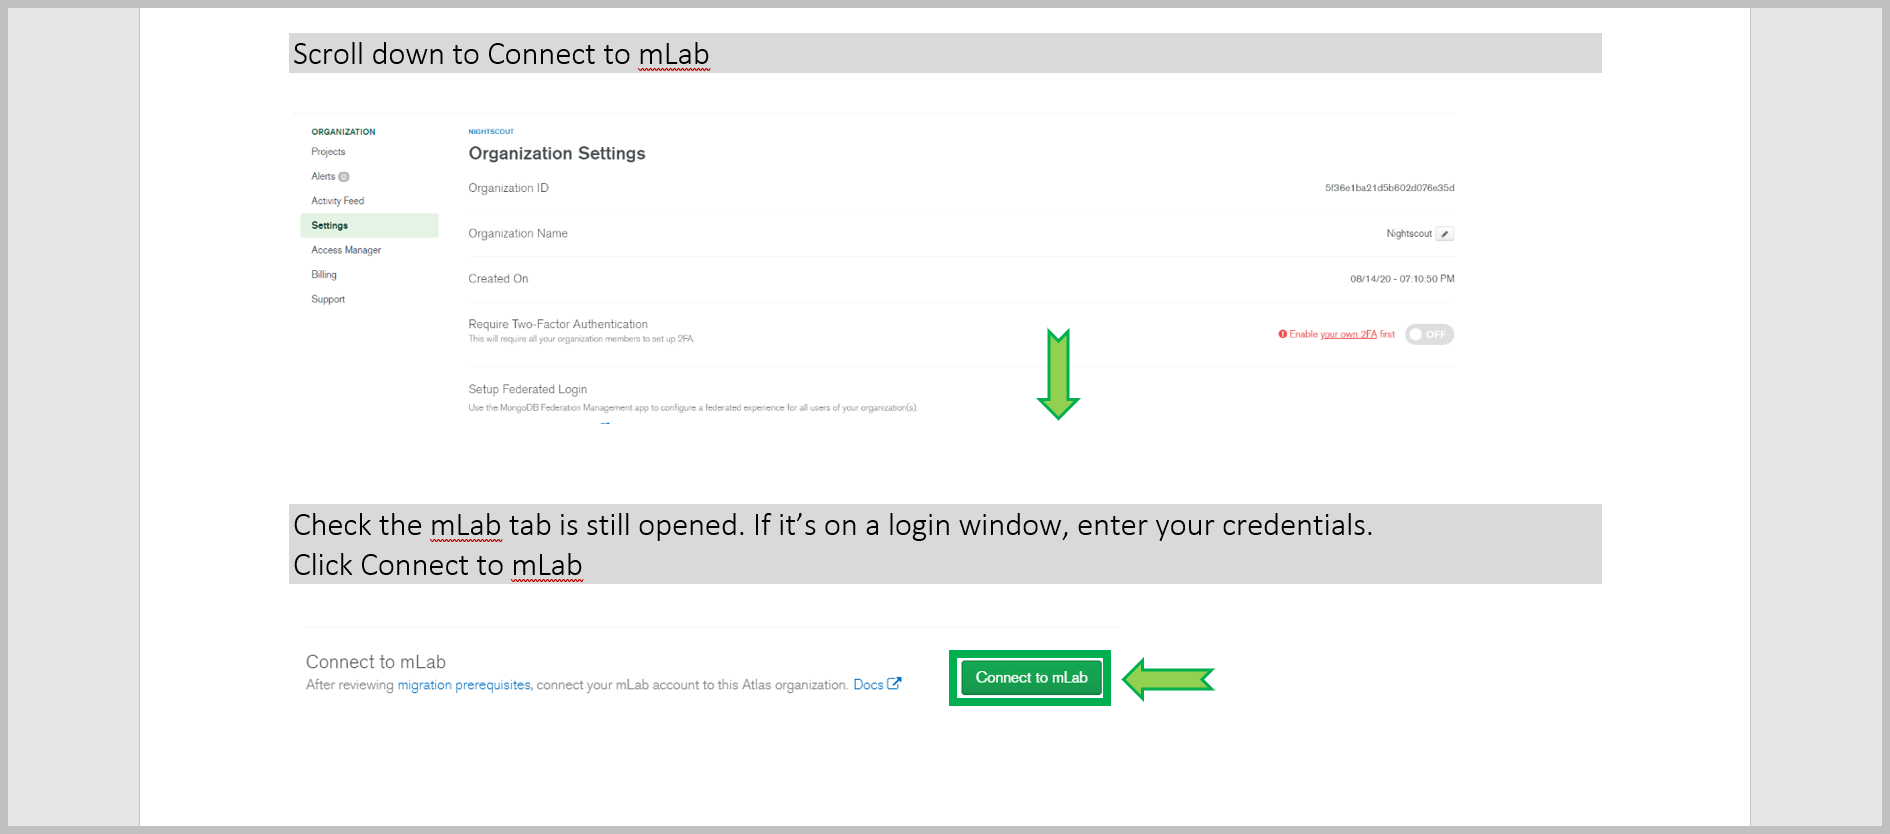 Scroll down to Connect to mLab
ORGANIZATION
Projects
Alerts 0
Activity Feed
Settings
Access Manager
Billing
Support
NIGHTSCOUT
Organization Settings
Organization ID 5f36e1ba21d5b602d076e35d
Organization Name Nightscout
Created On 08/14/20 - 07:10:50 PM
Require Two-Factor Authentication
This will require all your organization members to set up 2FA.
Enable your own 2FA first OFF
Setup Federated Login
Use the MongoDB Federation Management app to configure a federated experience for all users of your organization(s).
Check the mLab tab is still opened. If it’s on a login window, enter your credentials.
Click Connect to mLab
Connect to mLab
After reviewing migration prerequisites, connect your mLab account to this Atlas organization. Docs
Connect to mLab